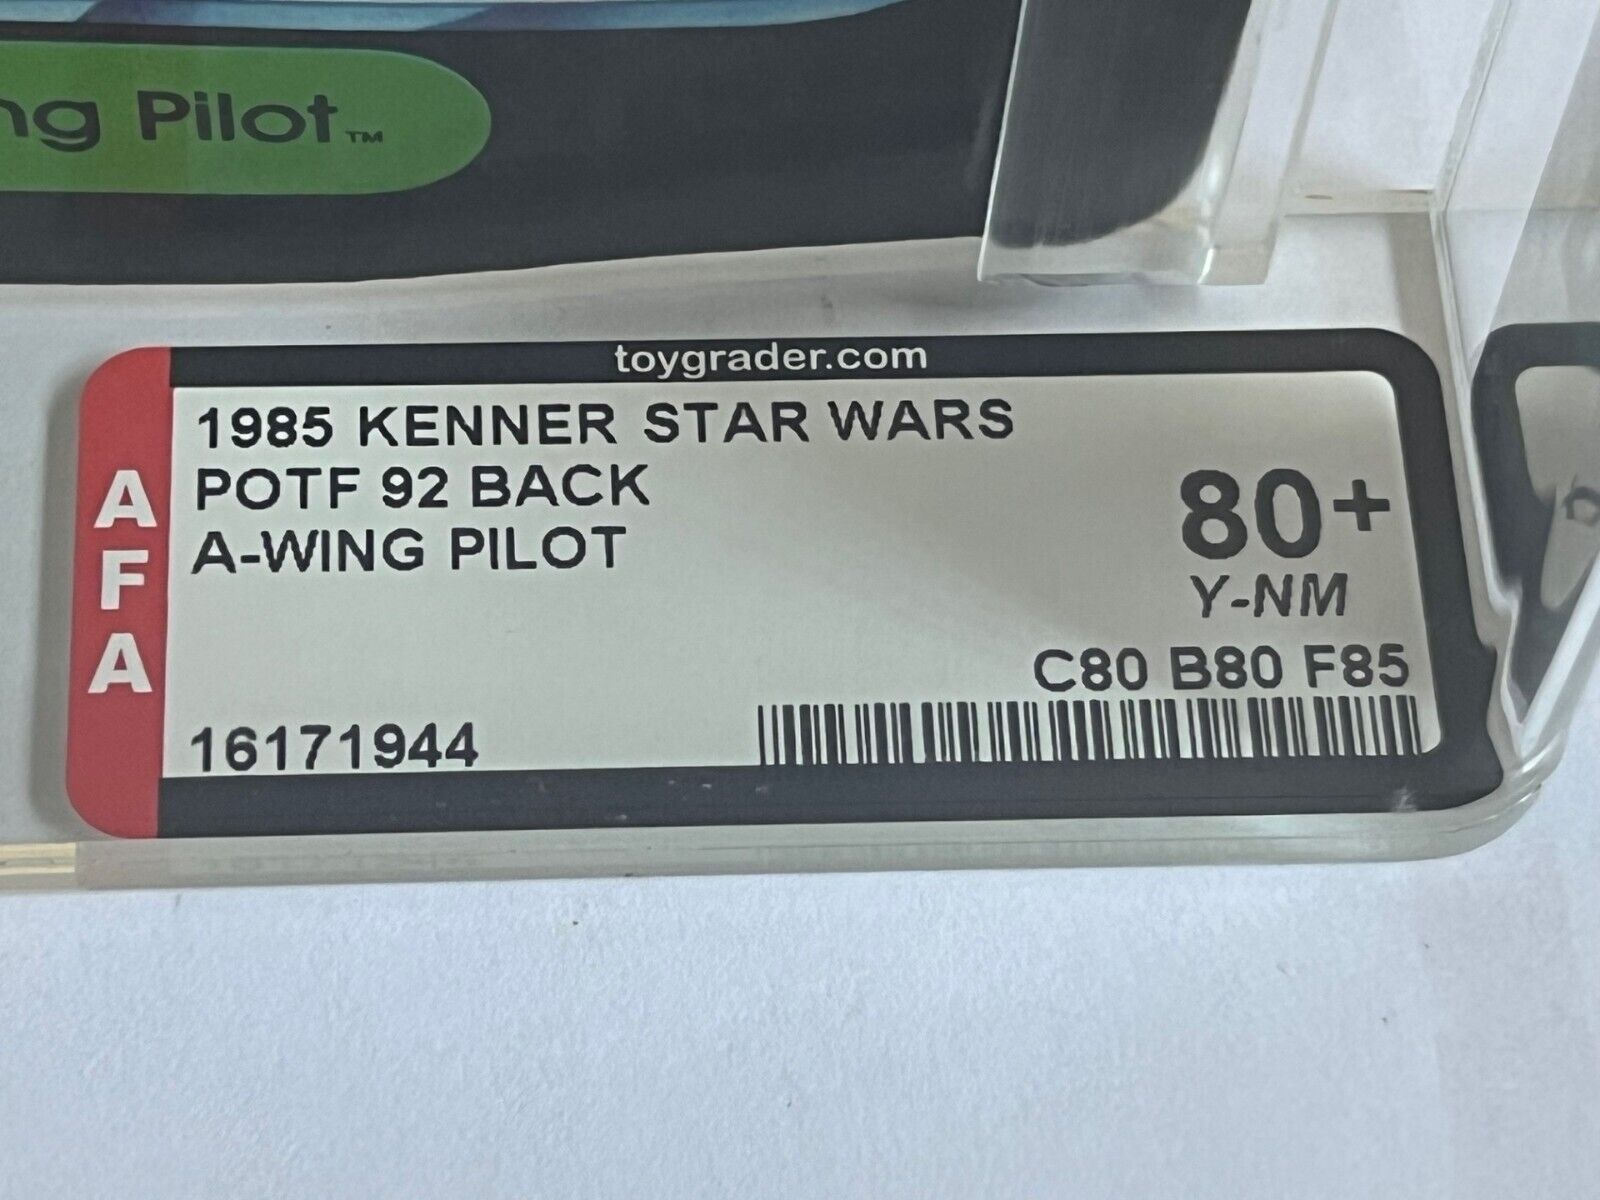 Pilot™
toygrader.com
AFA
1985 KENNER STAR WARS
POTF 92 BACK
A-WING PILOT
80+
Y-NM
C80 B80 F85
16171944